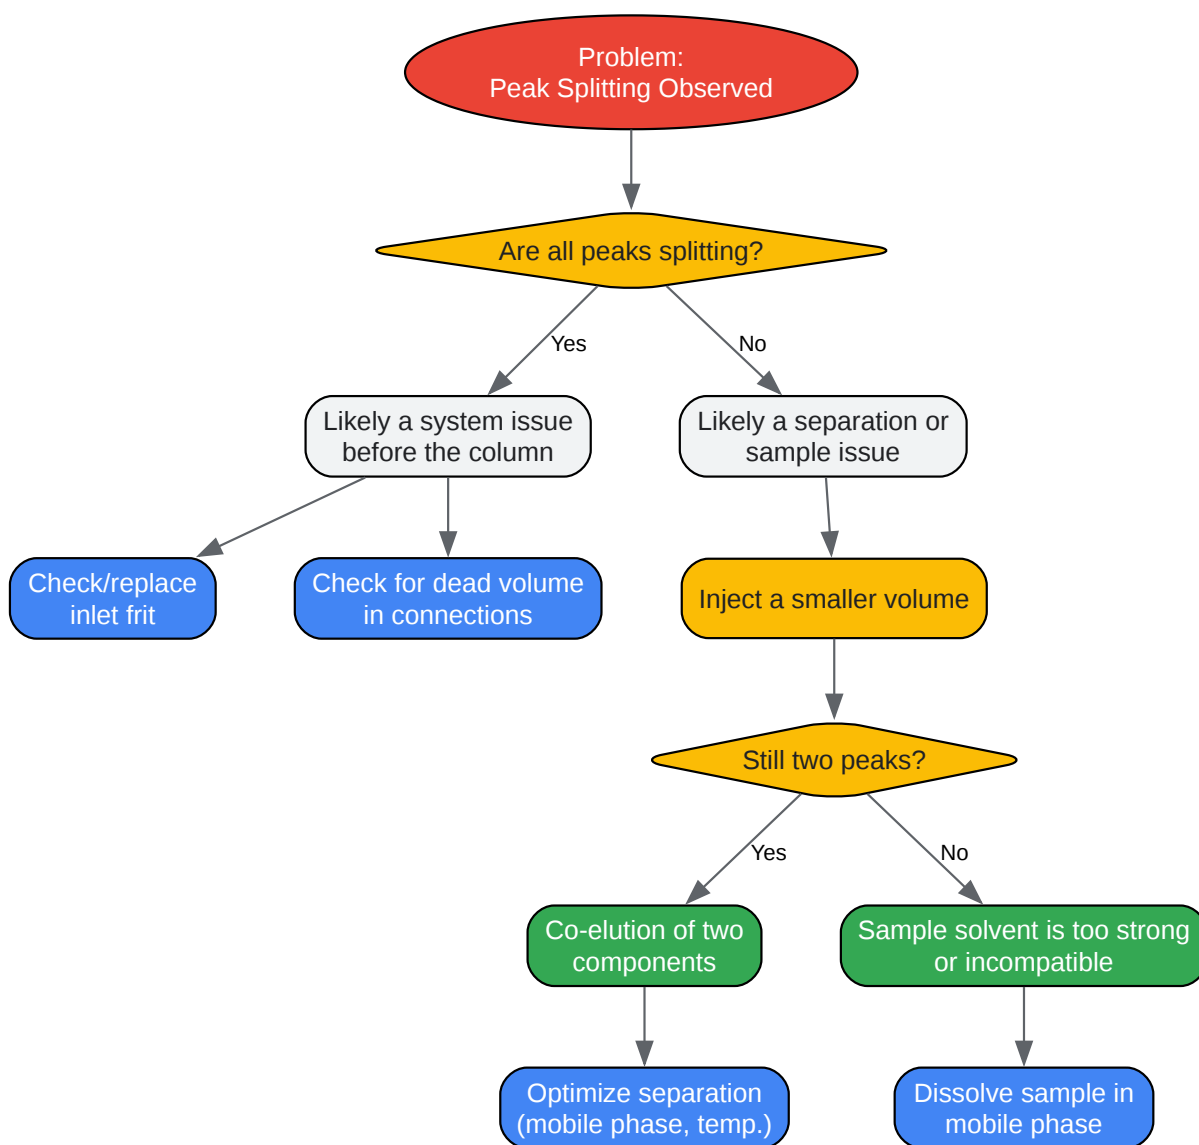 Problem:
Peak Splitting Observed
Are all peaks splitting?
Yes
No
Likely a system issue
before the column
Likely a separation or
sample issue
Check/replace
inlet frit
Check for dead volume
in connections
Inject a smaller volume
Still two peaks?
Yes
No
Co-elution of two
components
Sample solvent is too strong
or incompatible
Optimize separation
(mobile phase, temp.)
Dissolve sample in
mobile phase